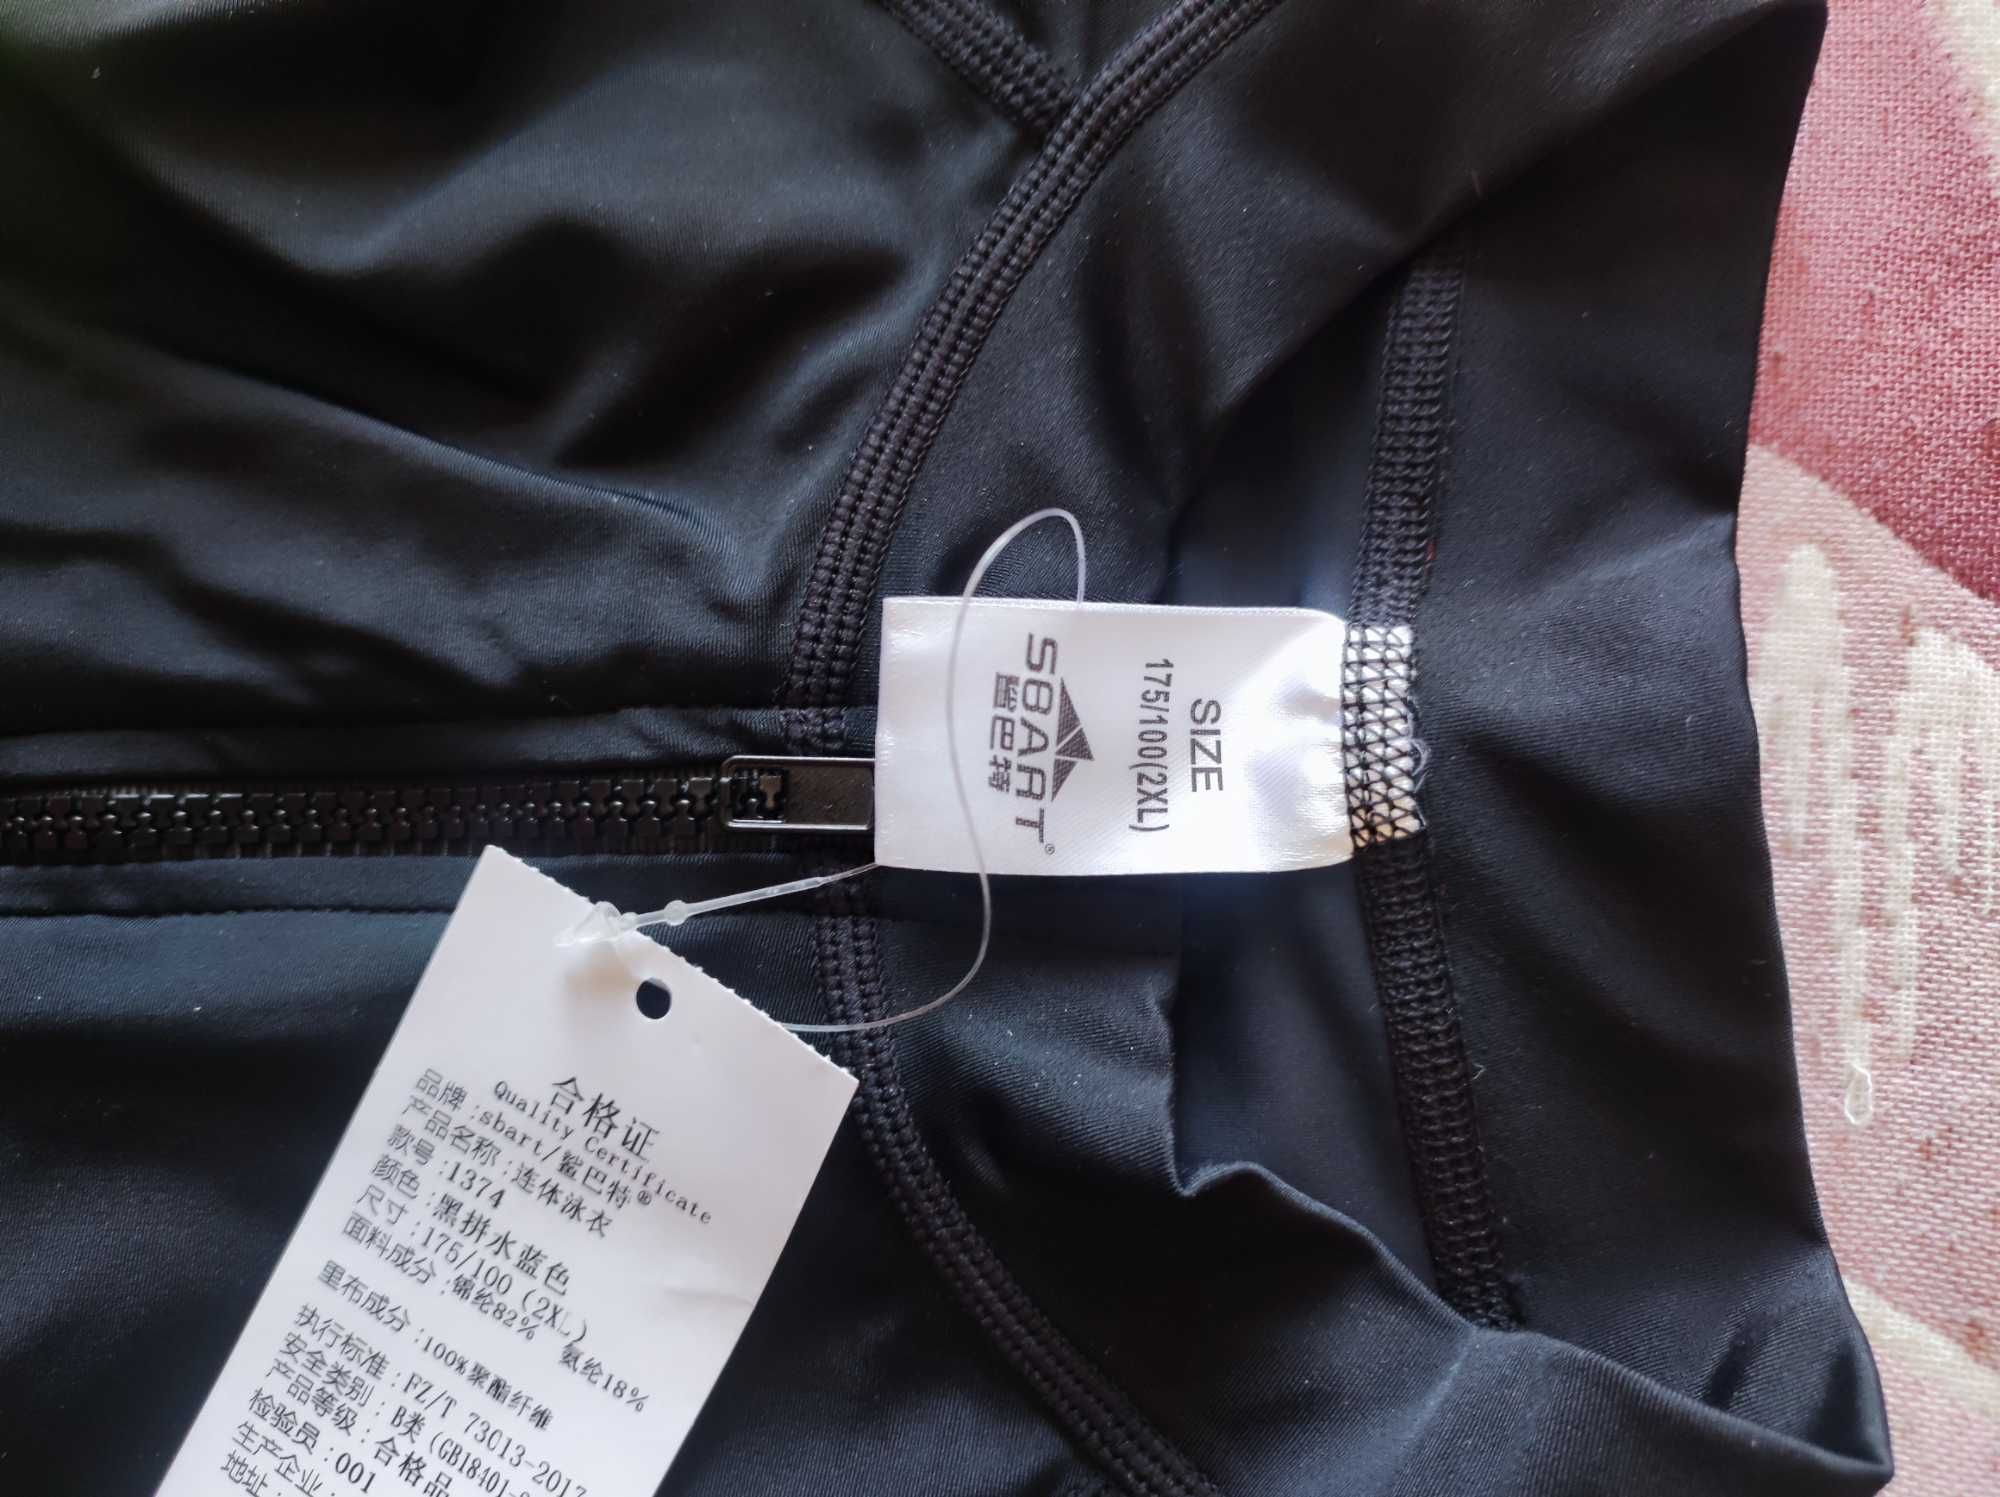 SIZE
175/100(2XL)
SBART®
鲨巴特
合格证
Quality Certificate
品牌:sbart/鲨巴特®
产品名称:连体泳衣
款号:1374
颜色:黑拼水蓝色
尺寸:175/100 (2XL)
面料成分:锦纶82% 氨纶18%
里布成分:100%聚酯纤维
执行标准:FZ/T 73013-2017
安全类别:B类(GB18401-
产品等级:合格品
检验员:001
生产企业:
地址: